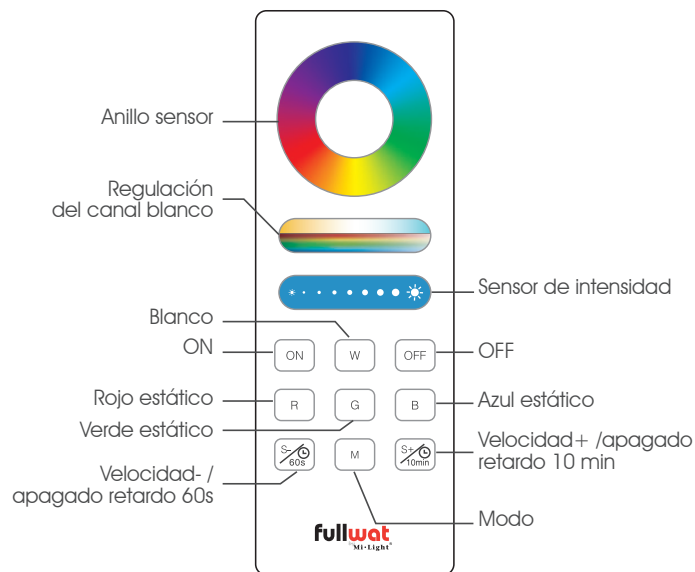 Anillo sensor
Regulación
del canal blanco
Sensor de intensidad
Blanco
ON
ON
W
OFF
OFF
Rojo estático
R
G
B
Azul estático
Verde estático
S-
60s
M
S+
10min
Velocidad+ /apagado
retardo 10 min
Velocidad- /
apagado retardo 60s
Modo
fullwat
by Mi•Light®